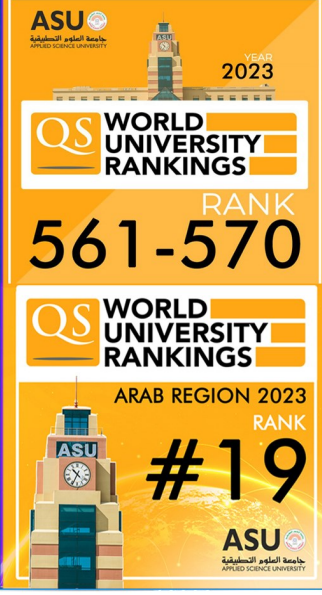 ASU
جامعة العلوم التطبيقية
APPLIED SCIENCE UNIVERSITY
ASU
YEAR
2023
QS
WORLD
UNIVERSITY
RANKINGS
RANK
561-570
QS
WORLD
UNIVERSITY
RANKINGS
ARAB REGION 2023
RANK
#19
ASU
ASU
جامعة العلوم التطبيقية
APPLIED SCIENCE UNIVERSITY